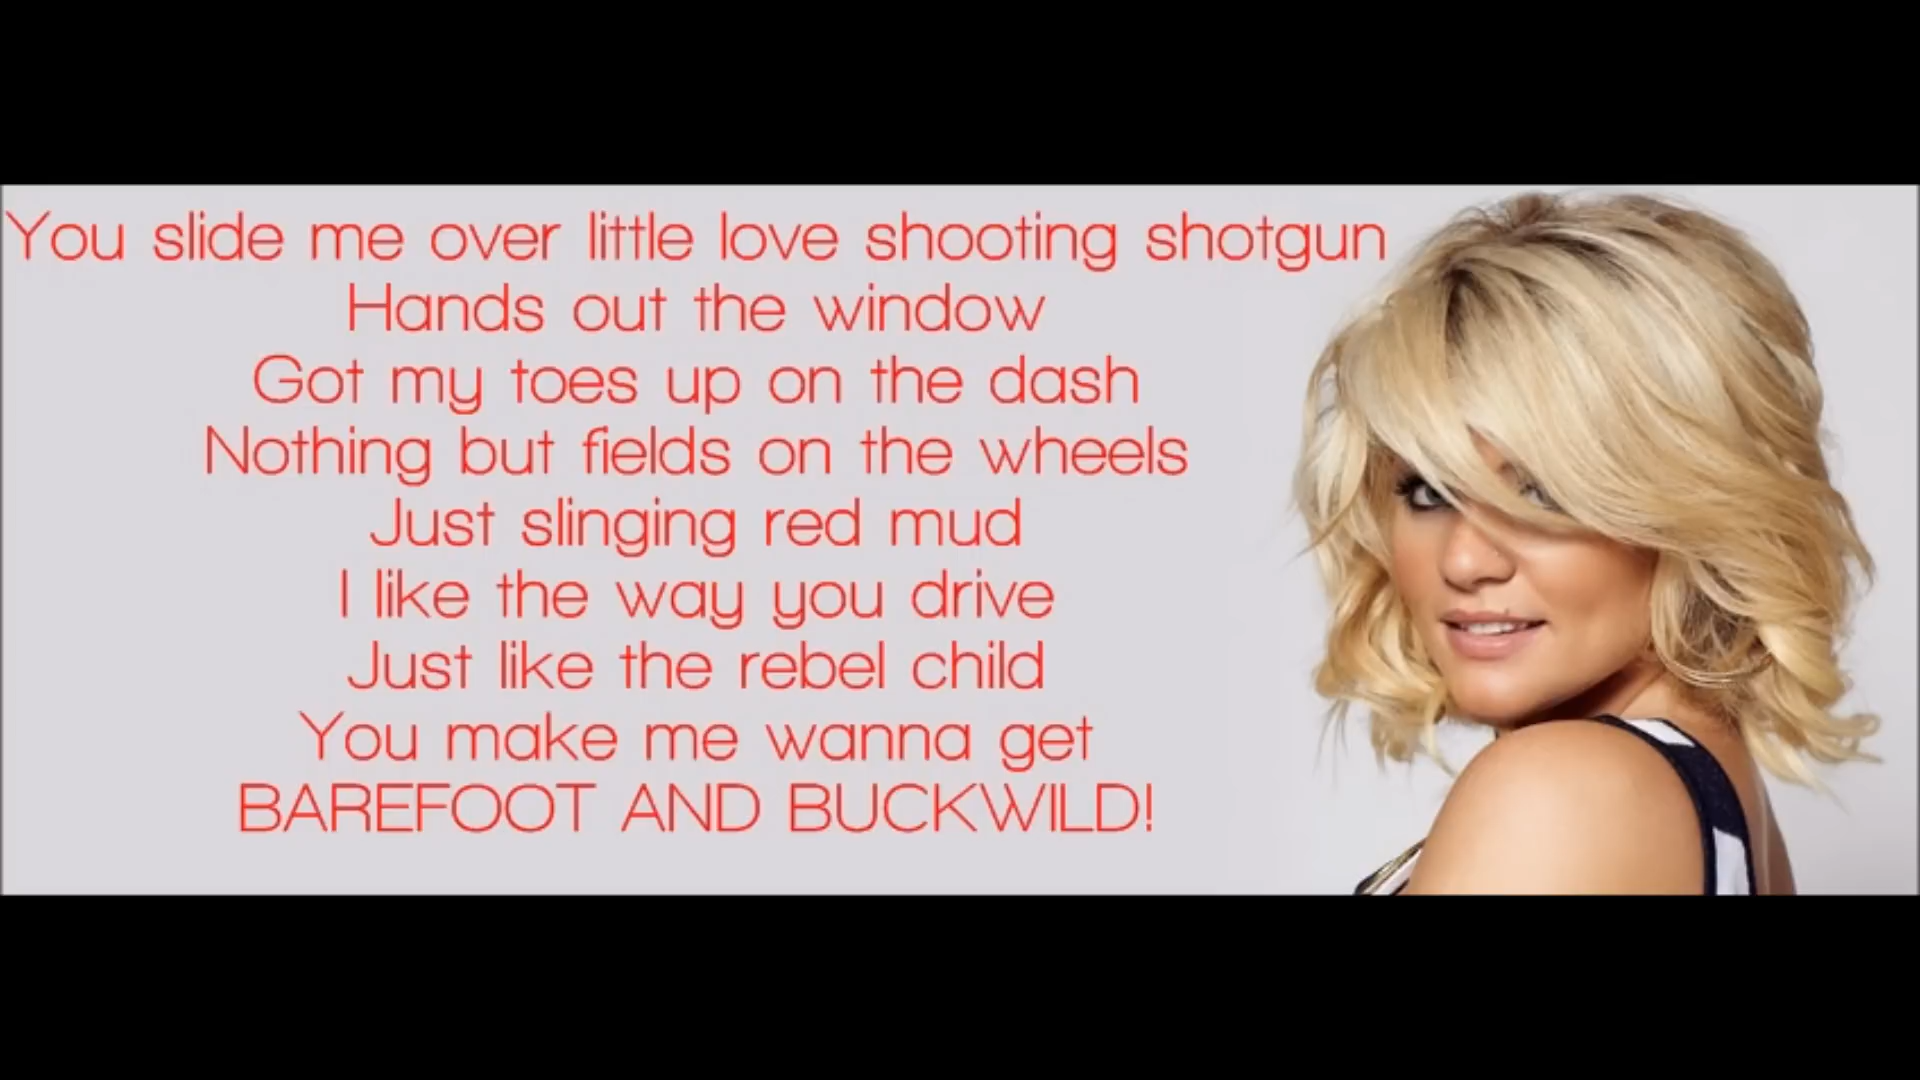 You slide me over little love shooting shotgun
Hands out the window
Got my toes up on the dash
Nothing but fields on the wheels
Just slinging red mud
I like the way you drive
Just like the rebel child
You make me wanna get
BAREFOOT AND BUCKWILD!